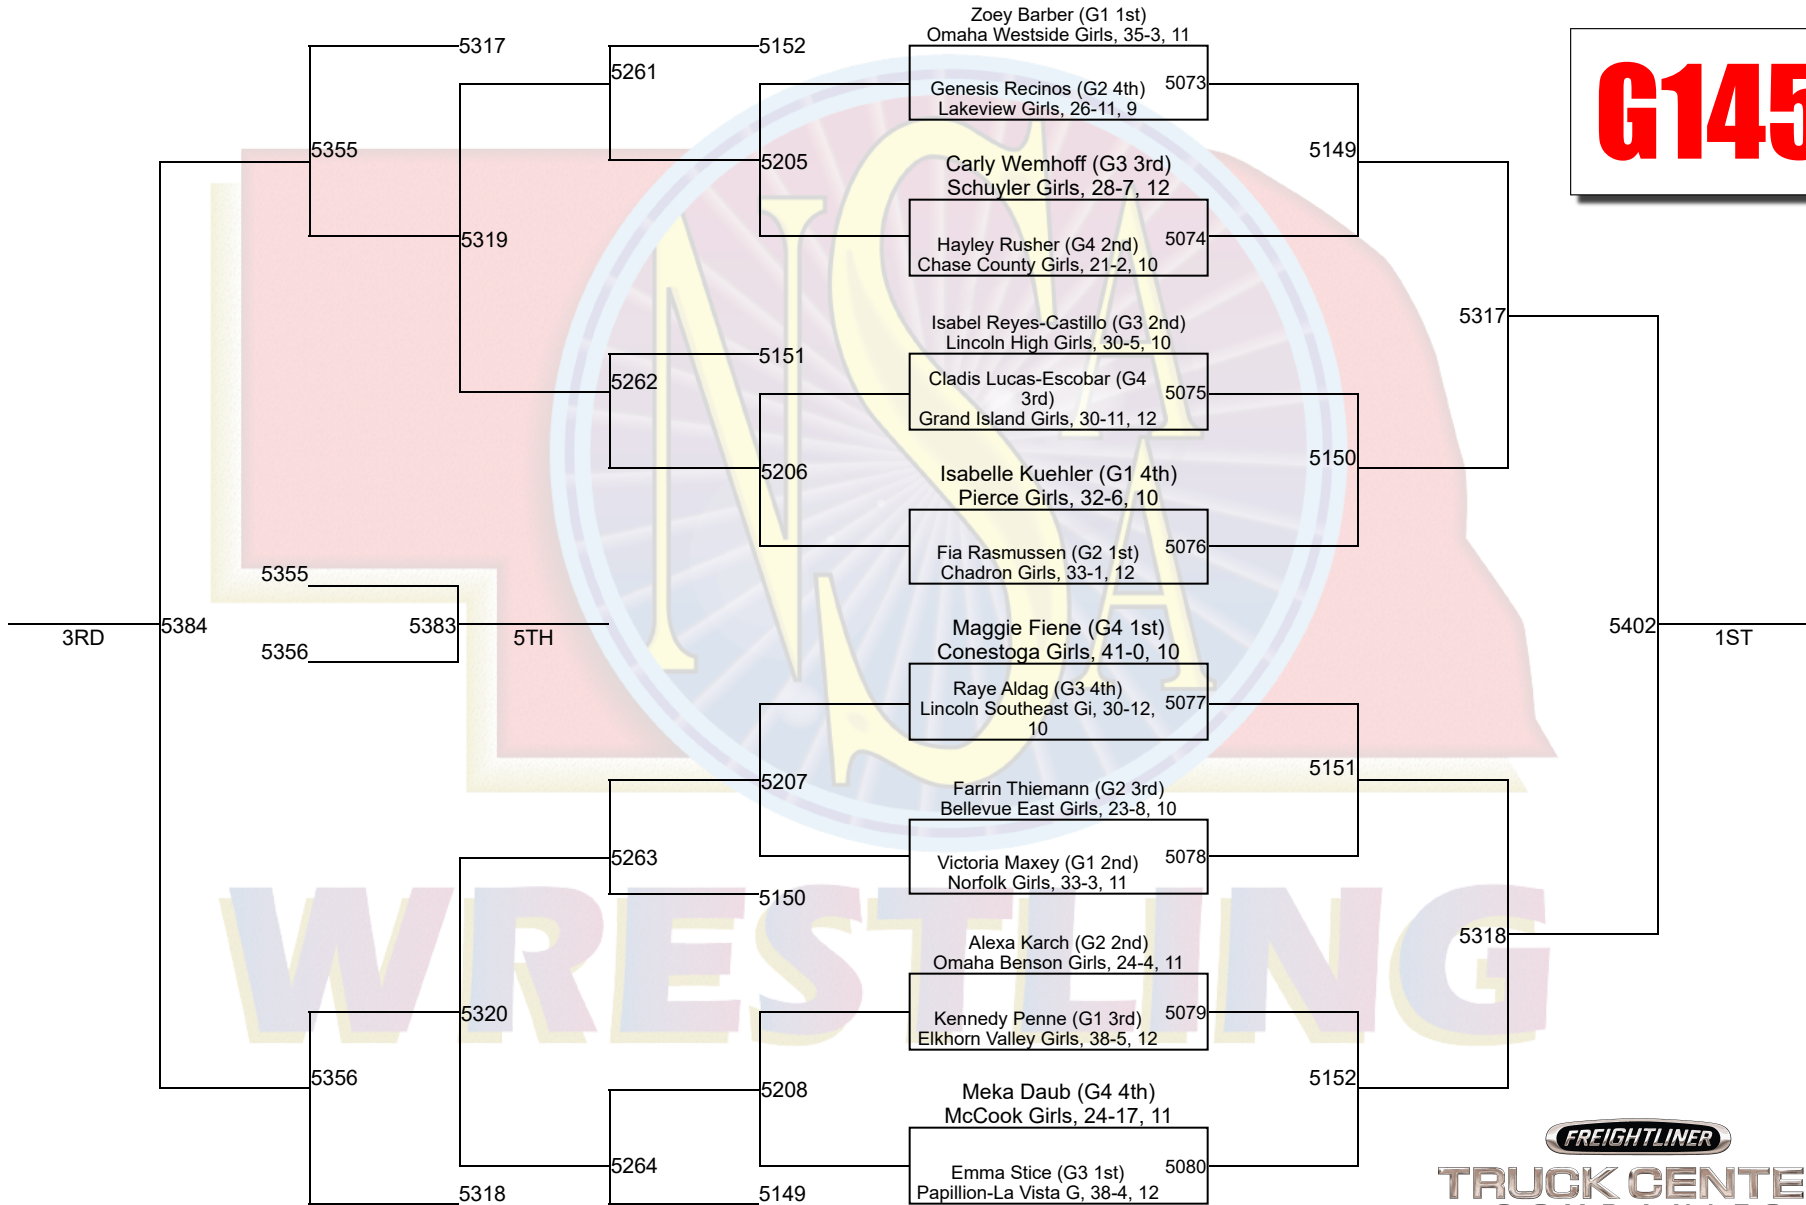 Zoey Barber (G1 1st)
Omaha Westside Girls, 35-3, 11
Genesis Recinos (G2 4th)
Lakeview Girls, 26-11, 9
5073
Carly Wemhoff (G3 3rd)
Schuyler Girls, 28-7, 12
Hayley Rusher (G4 2nd)
Chase County Girls, 21-2, 10
5074
Isabel Reyes-Castillo (G3 2nd)
Lincoln High Girls, 30-5, 10
Cladis Lucas-Escobar (G4
3rd)
Grand Island Girls, 30-11, 12
5075
Isabelle Kuehler (G1 4th)
Pierce Girls, 32-6, 10
Fia Rasmussen (G2 1st)
Chadron Girls, 33-1, 12
5076
Maggie Fiene (G4 1st)
Conestoga Girls, 41-0, 10
Raye Aldag (G3 4th)
Lincoln Southeast Gi, 30-12,
10
5077
Farrin Thiemann (G2 3rd)
Bellevue East Girls, 23-8, 10
Victoria Maxey (G1 2nd)
Norfolk Girls, 33-3, 11
5078
Alexa Karch (G2 2nd)
Omaha Benson Girls, 24-4, 11
Kennedy Penne (G1 3rd)
Elkhorn Valley Girls, 38-5, 12
5079
Meka Daub (G4 4th)
McCook Girls, 24-17, 11
Emma Stice (G3 1st)
Papillion-La Vista G, 38-4, 12
5080
5149
5150
5151
5152
5317
5318
5402
1ST
5152
5205
5151
5206
5207
5150
5208
5149
5261
5262
5263
5264
5317
5319
5320
5318
5355
5356
5384
3RD
5355
5356
5383
5TH
G145
NSAA
WRESTLING
FREIGHTLINER
TRUCK CENTE